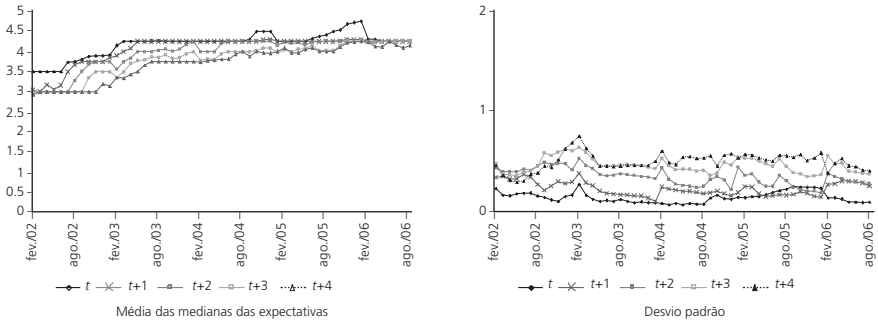 5
4.5
4
3.5
3
2.5
2
1.5
1
0.5
0
fev./02
ago./02
fev./03
ago./03
fev./04
ago./04
fev./05
ago./05
fev./06
ago./06
t t+1 t+2 t+3 t+4
Média das medianas das expectativas
2
1
0
fev./02
ago./02
fev./03
ago./03
fev./04
ago./04
fev./05
ago./05
fev./06
ago./06
t t+1 t+2 t+3 t+4
Desvio padrão